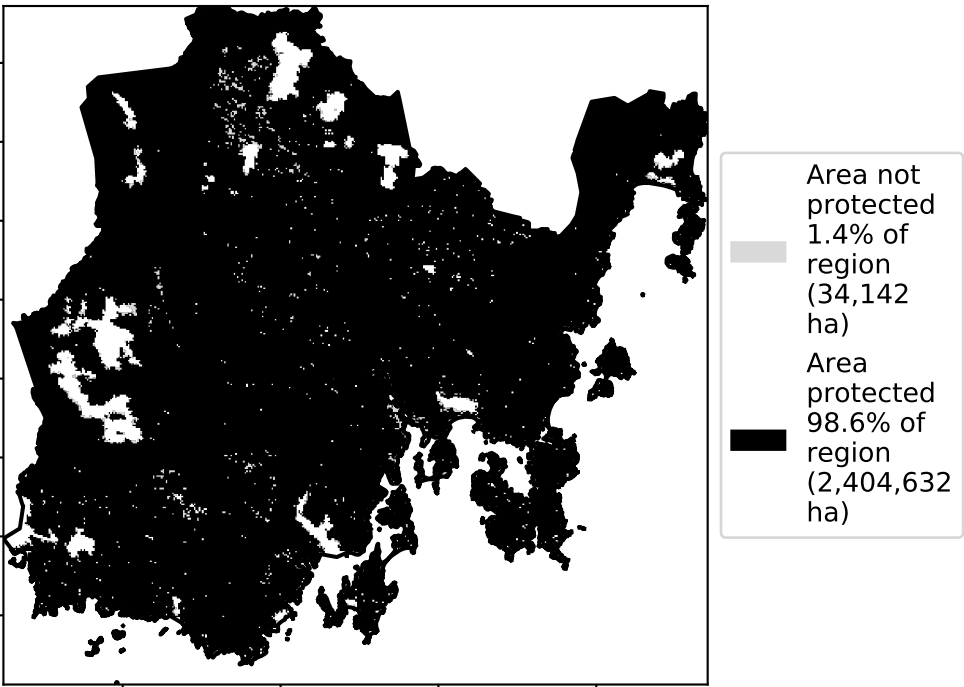 Area not
protected
1.4% of
region
(34,142
ha)
Area
protected
98.6% of
region
(2,404,632
ha)